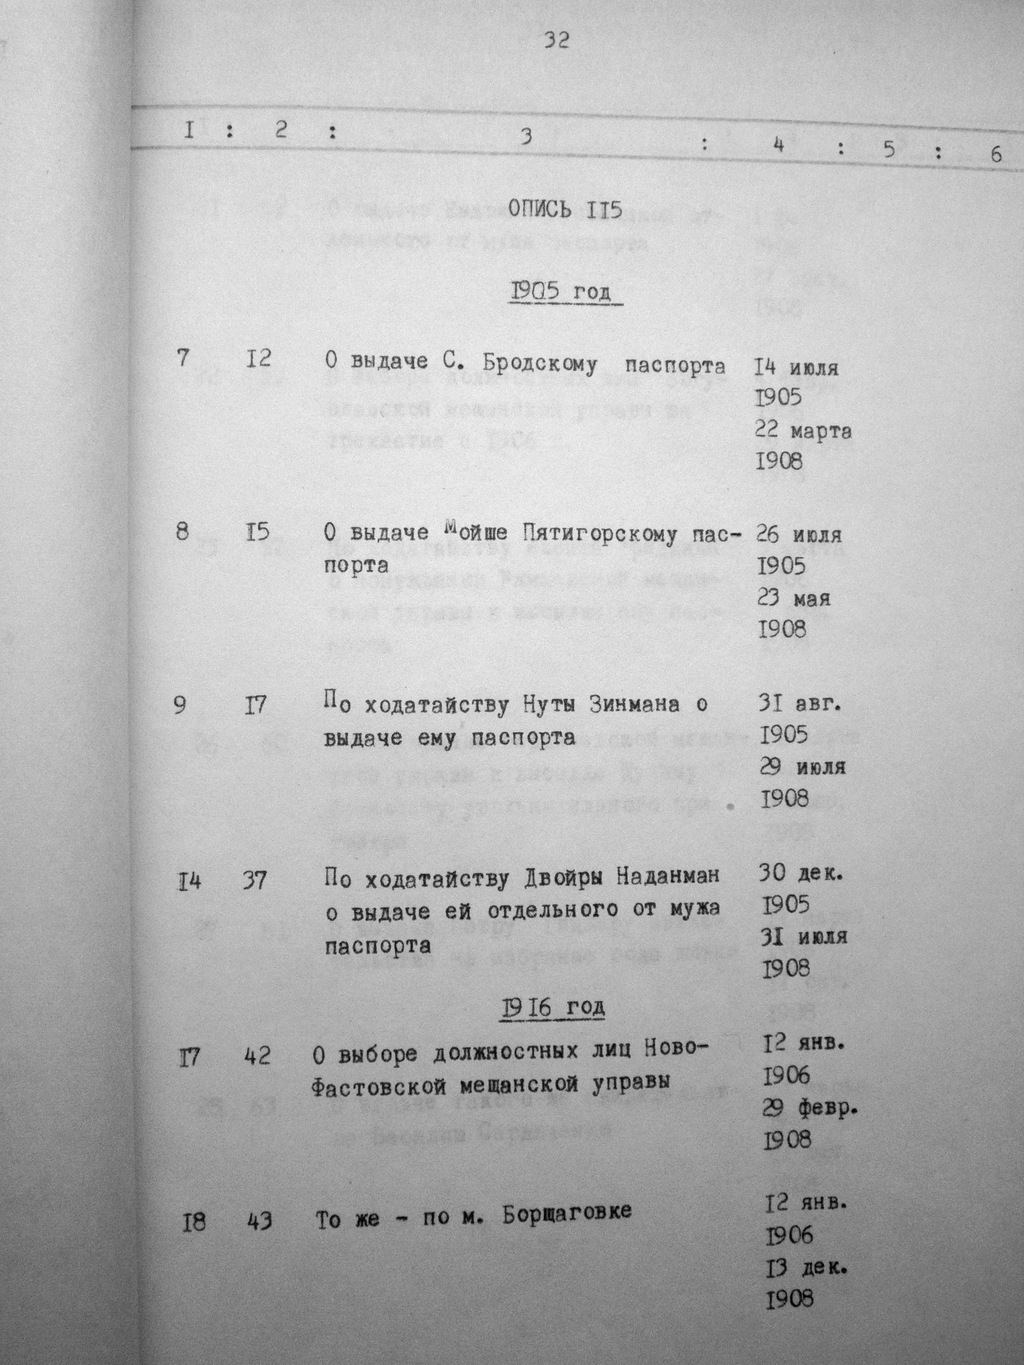 32
I : 2 : 3 : 4 : 5 : 6
ОПИСЬ II5
I905 год
7 I2 О выдаче С. Бродскому паспорта I4 июля
I905
22 марта
I908
8 I5 О выдаче Мойше Пятигорскому пас- 26 июля
порта I905
23 мая
I908
9 I7 По ходатайству Нуты Зинмана о 3I авг.
выдаче ему паспорта I905
29 июля
I908
I4 37 По ходатайству Двойры Наданман 30 дек.
о выдаче ей отдельного от мужа I905
паспорта 3I июля
I908
I9I6 год
I7 42 О выборе должностных лиц Ново- I2 янв.
Фастовской мещанской управы I906
29 февр.
I908
I8 43 То же - по м. Борщаговке I2 янв.
I906
I3 дек.
I908